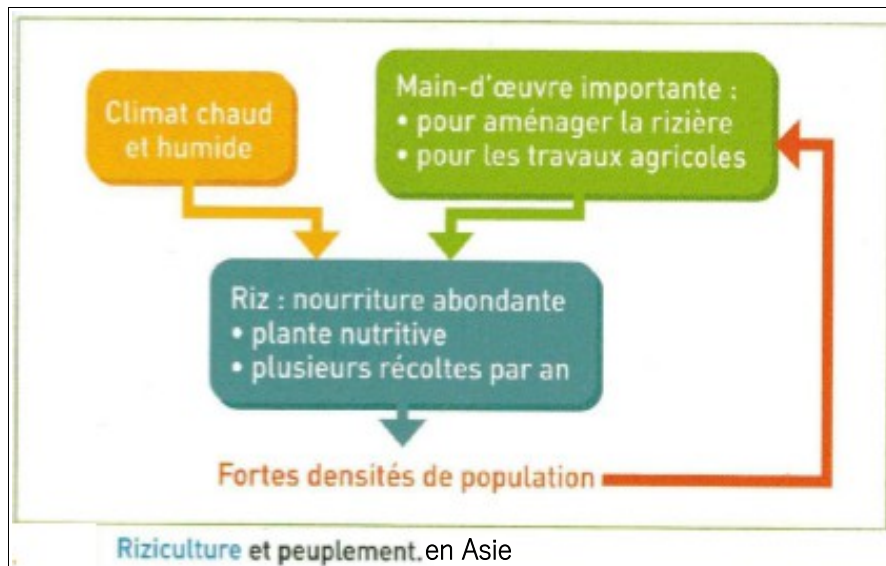 Climat chaud
et humide
Main-d'œuvre importante :
• pour aménager la rizière
• pour les travaux agricoles
Riz : nourriture abondante
• plante nutritive
• plusieurs récoltes par an
Fortes densités de population
Riziculture et peuplement. en Asie